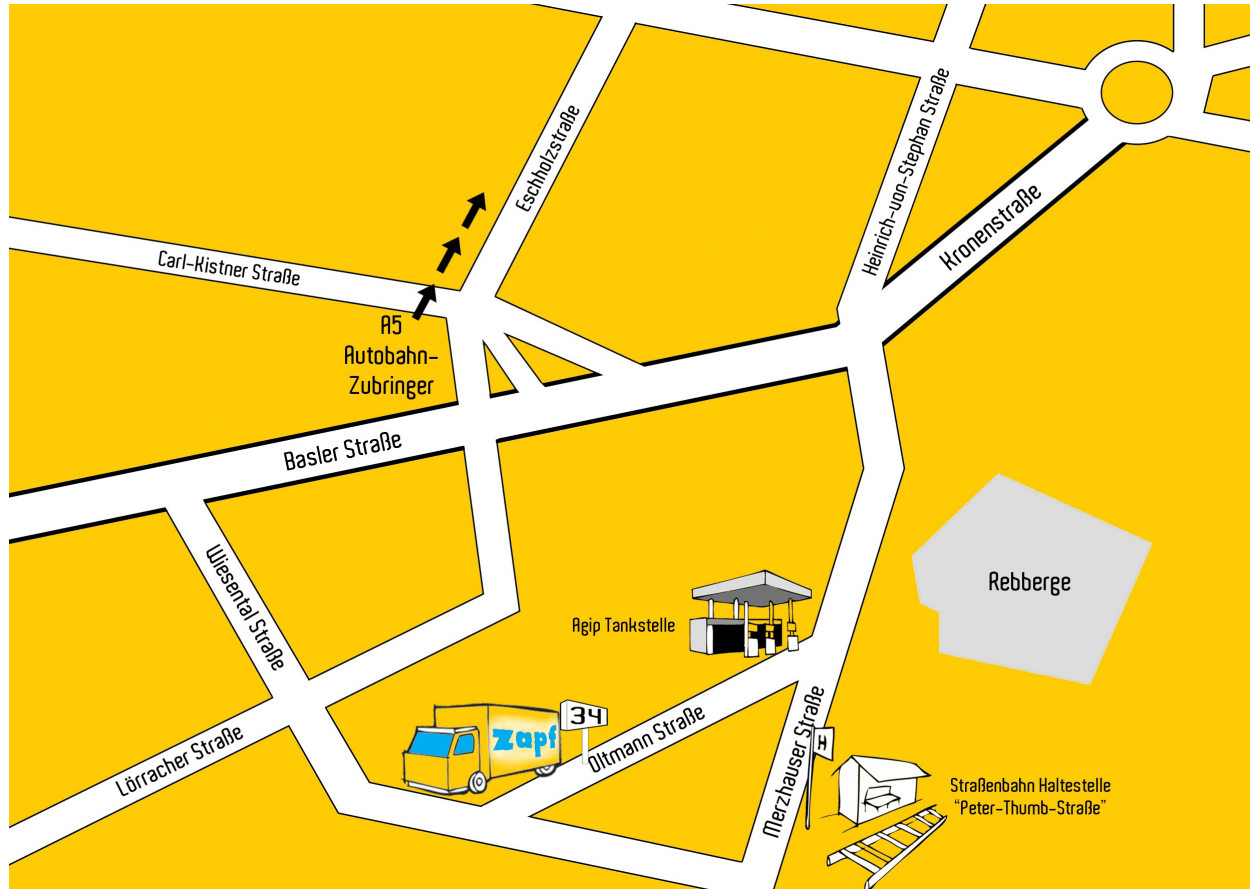 Eschholzstraße
Heinrich-von-Stephan Straße
Kronenstraße
Carl-Kistner Straße
A5
Autobahn-
Zubringer
Basler Straße
Wiesental Straße
Rebberge
Agip Tankstelle
34
Zapf
Oltmann Straße
Merzhauser Straße
H
Lörracher Straße
Straßenbahn Haltestelle
"Peter-Thumb-Straße"